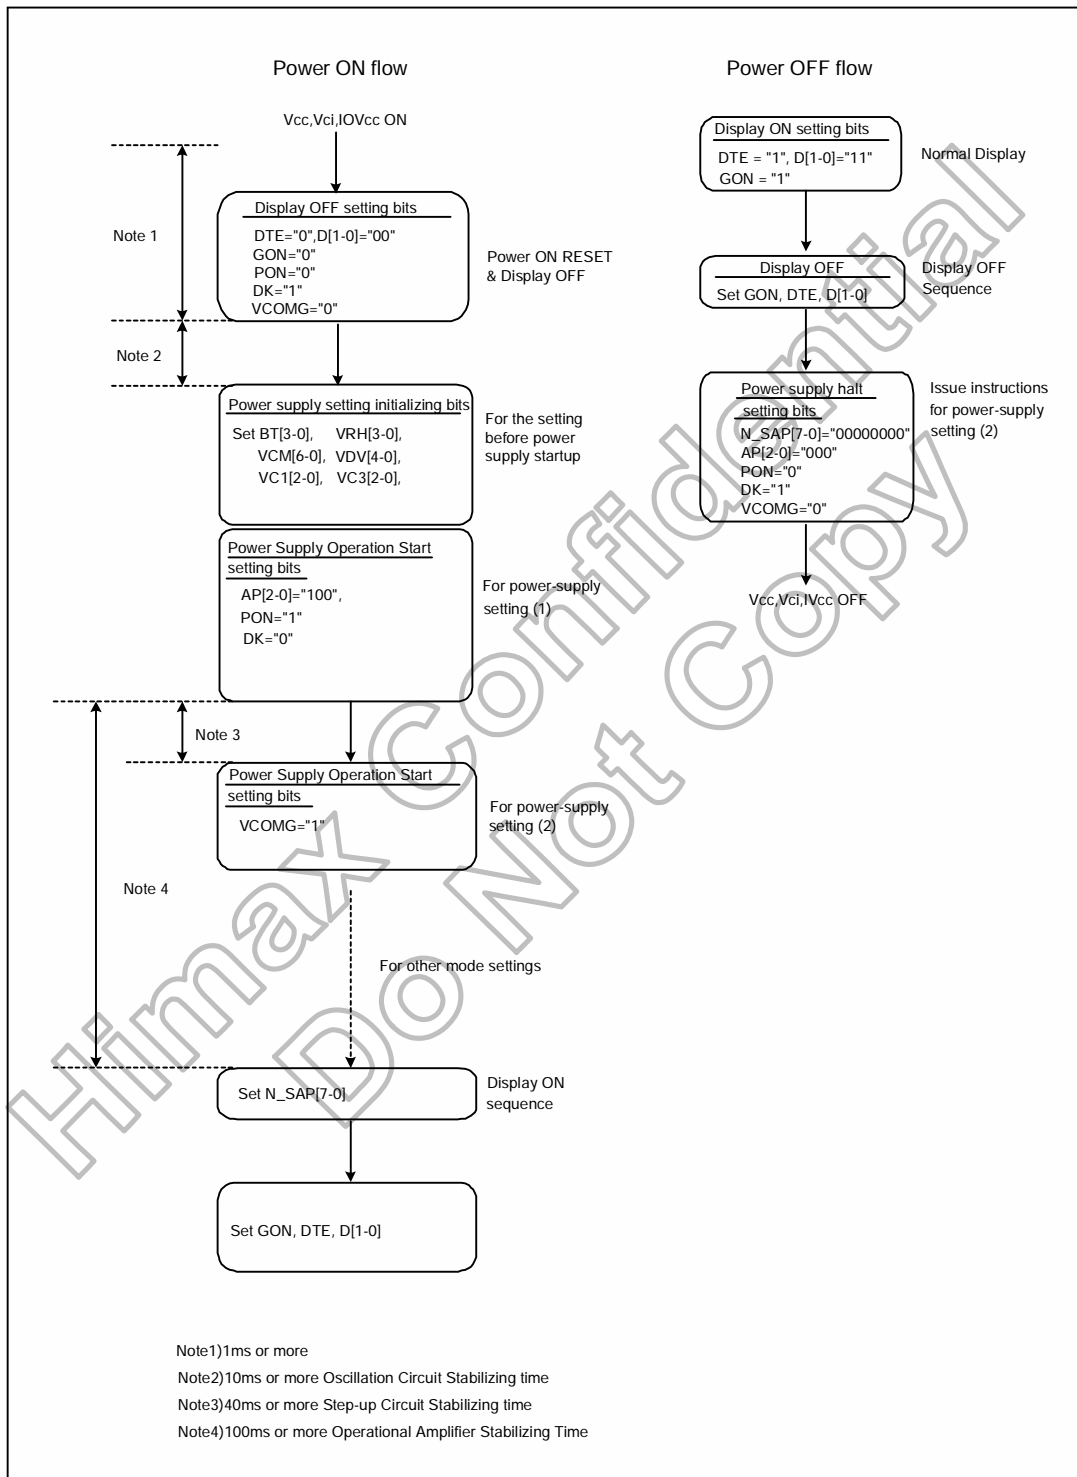 Power ON flow
Vcc,Vci,IOVcc ON
Note 1
Display OFF setting bits
DTE="0",D[1-0]="00"
GON="0"
PON="0"
DK="1"
VCOMG="0"
Power ON RESET
& Display OFF
Note 2
Power supply setting initializing bits
Set BT[3-0], VRH[3-0],
VCM[6-0], VDV[4-0],
VC1[2-0], VC3[2-0],
For the setting
before power
supply startup
Power Supply Operation Start
setting bits
AP[2-0]="100",
PON="1"
DK="0"
For power-supply
setting (1)
Note 3
Power Supply Operation Start
setting bits
VCOMG="1"
For power-supply
setting (2)
Note 4
For other mode settings
Set N_SAP[7-0]
Display ON
sequence
Set GON, DTE, D[1-0]
Power OFF flow
Display ON setting bits
DTE = "1", D[1-0]="11"
GON = "1"
Normal Display
Display OFF
Set GON, DTE, D[1-0]
Display OFF
Sequence
Power supply halt
setting bits
N_SAP[7-0]="00000000"
AP[2-0]="000"
PON="0"
DK="1"
VCOMG="0"
Issue instructions
for power-supply
setting (2)
Vcc,Vci,IVcc OFF
Note1)1ms or more
Note2)10ms or more Oscillation Circuit Stabilizing time
Note3)40ms or more Step-up Circuit Stabilizing time
Note4)100ms or more Operational Amplifier Stabilizing Time
Himax Confidential
Do Not Copy